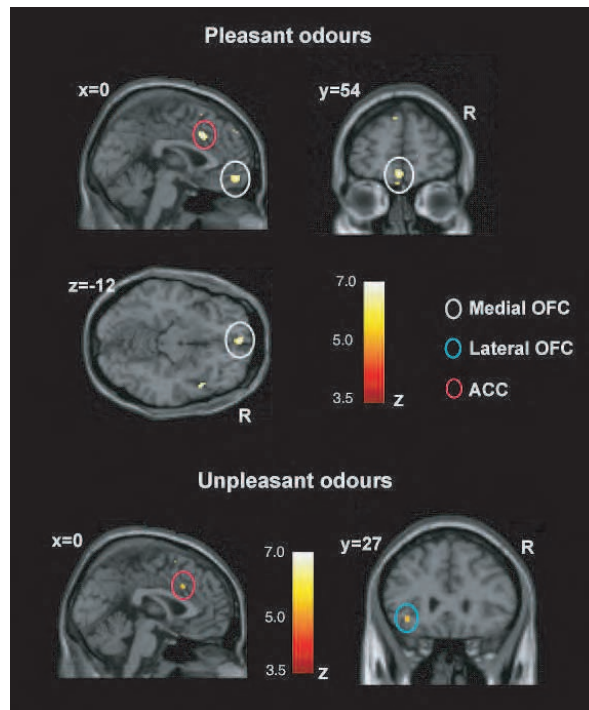 Pleasant odours
x=0
y=54
R
z=-12
R
7.0
5.0
3.5
Z
Medial OFC
Lateral OFC
ACC
Unpleasant odours
x=0
7.0
5.0
3.5
Z
y=27
R